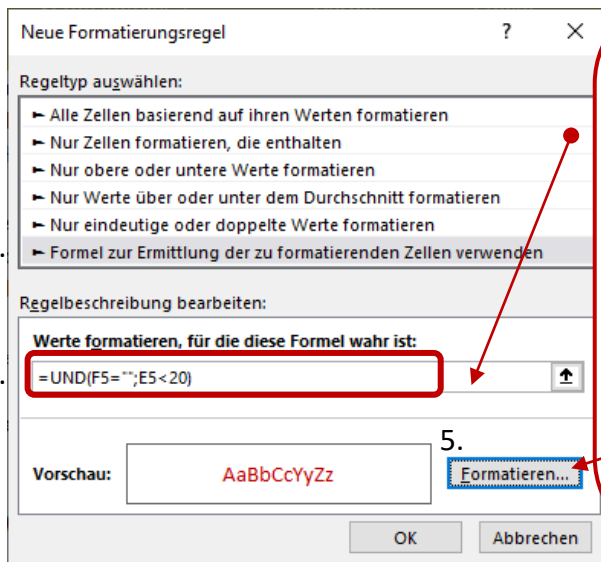 Neue Formatierungsregel ? ×
Regeltyp auswählen:
► Alle Zellen basierend auf ihren Werten formatieren
► Nur Zellen formatieren, die enthalten
► Nur obere oder untere Werte formatieren
► Nur Werte über oder unter dem Durchschnitt formatieren
► Nur eindeutige oder doppelte Werte formatieren
► Formel zur Ermittlung der zu formatierenden Zellen verwenden
Regelbeschreibung bearbeiten:
Werte formatieren, für die diese Formel wahr ist:
=UND(F5="";E5<20)
5.
Vorschau: AaBbCcYyZz Formatieren...
OK Abbrechen